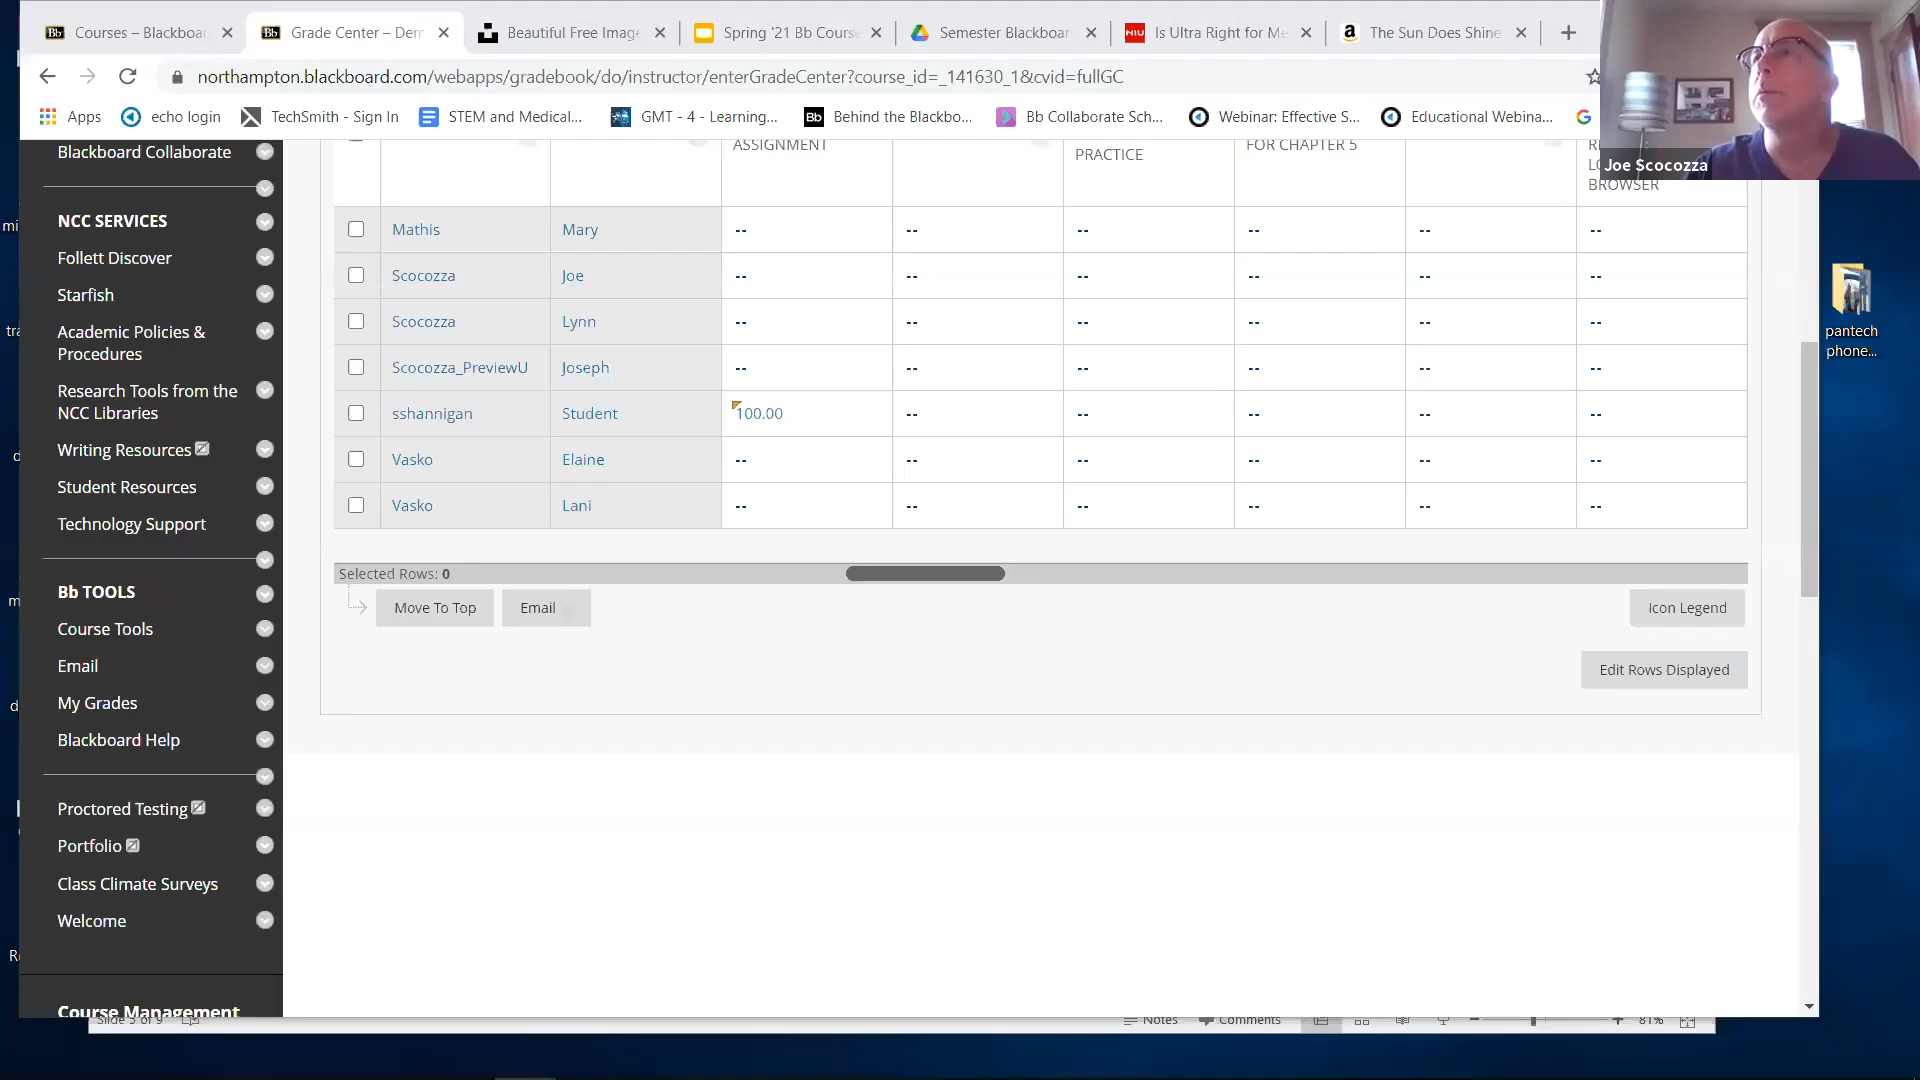 Courses – Blackboar
Grade Center – Dem
Beautiful Free Image
Spring '21 Bb Course
Semester Blackboar
Is Ultra Right for Me
The Sun Does Shine
northampton.blackboard.com/webapps/gradebook/do/instructor/enterGradeCenter?course_id=_141630_1&cvid=fullGC
Apps
echo login
TechSmith - Sign In
STEM and Medical...
GMT - 4 - Learning...
Behind the Blackbo...
Bb Collaborate Sch...
Webinar: Effective S...
Educational Webina...
Joe Scocozza
Blackboard Collaborate
NCC SERVICES
Follett Discover
Starfish
Academic Policies &
Procedures
Research Tools from the
NCC Libraries
Writing Resources
Student Resources
Technology Support
Bb TOOLS
Course Tools
Email
My Grades
Blackboard Help
Proctored Testing
Portfolio
Class Climate Surveys
Welcome
Course Management
ASSIGNMENT
PRACTICE
FOR CHAPTER 5
BROWSER
Mathis Mary -- -- -- -- -- --
Scocozza Joe -- -- -- -- -- --
Scocozza Lynn -- -- -- -- -- --
Scocozza_PreviewU Joseph -- -- -- -- -- --
sshannigan Student 100.00 -- -- -- -- --
Vasko Elaine -- -- -- -- -- --
Vasko Lani -- -- -- -- -- --
Selected Rows: 0
Move To Top
Email
Icon Legend
Edit Rows Displayed
pantech
phone...
Slide 5 of 9
Notes
Comments
81%